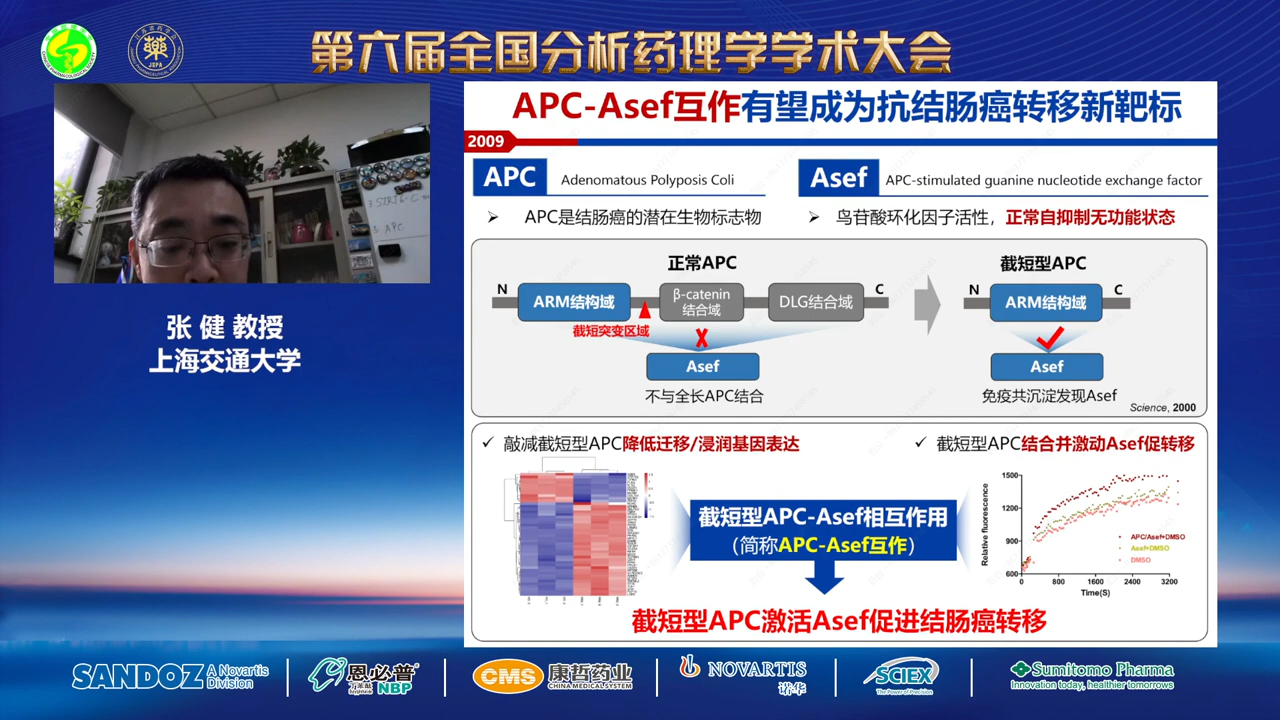 第六届全国分析药理学学术大会
JSPA
APC-Asef互作有望成为抗结肠癌转移新靶标
2009
APC Adenomatous Polyposis Coli
Asef APC-stimulated guanine nucleotide exchange factor
➢ APC是结肠癌的潜在生物标志物
➢ 鸟苷酸环化因子活性，正常自抑制无功能状态
正常APC
N ARM结构域 β-catenin结合域 DLG结合域 C
截短突变区域
Asef
不与全长APC结合
截短型APC
N ARM结构域 C
Asef
免疫共沉淀发现Asef
Science, 2000
✓ 敲减截短型APC降低迁移/浸润基因表达
✓ 截短型APC结合并激动Asef促转移
截短型APC-Asef相互作用
（简称APC-Asef互作）
截短型APC激活Asef促进结肠癌转移
Relative fluorescence
1500
1200
900
600
0 800 1600 2400 3200
Time(S)
APC/Asef+DMSO
Asef+DMSO
DMSO
张 健 教授
上海交通大学
SANDOZ A Novartis Division
恩必普 NBP
CMS 康哲药业 CHINA MEDICAL SYSTEM
NOVARTIS 诺华
SCIEX The Power of Precision
Sumitomo Pharma
Innovation today, healthier tomorrows